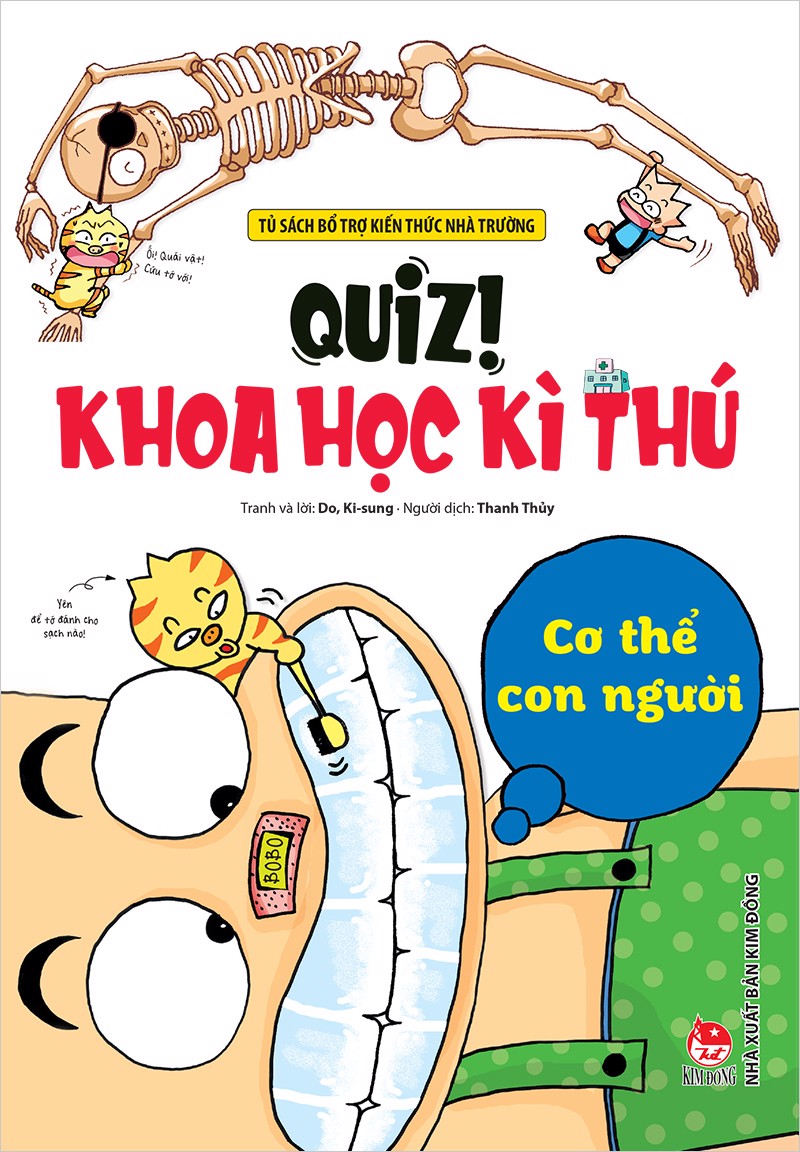 TỦ SÁCH BỔ TRỢ KIẾN THỨC NHÀ TRƯỜNG
Ối! Quái vật!
Cứu tớ với!
QUIZ!
KHOA HỌC KÌ THÚ
Tranh và lời: Do, Ki-sung · Người dịch: Thanh Thủy
Yên
để tớ đánh cho
sạch nào!
Cơ thể
con người
BOBO
NHÀ XUẤT BẢN KIM ĐỒNG
KIM ĐỒNG